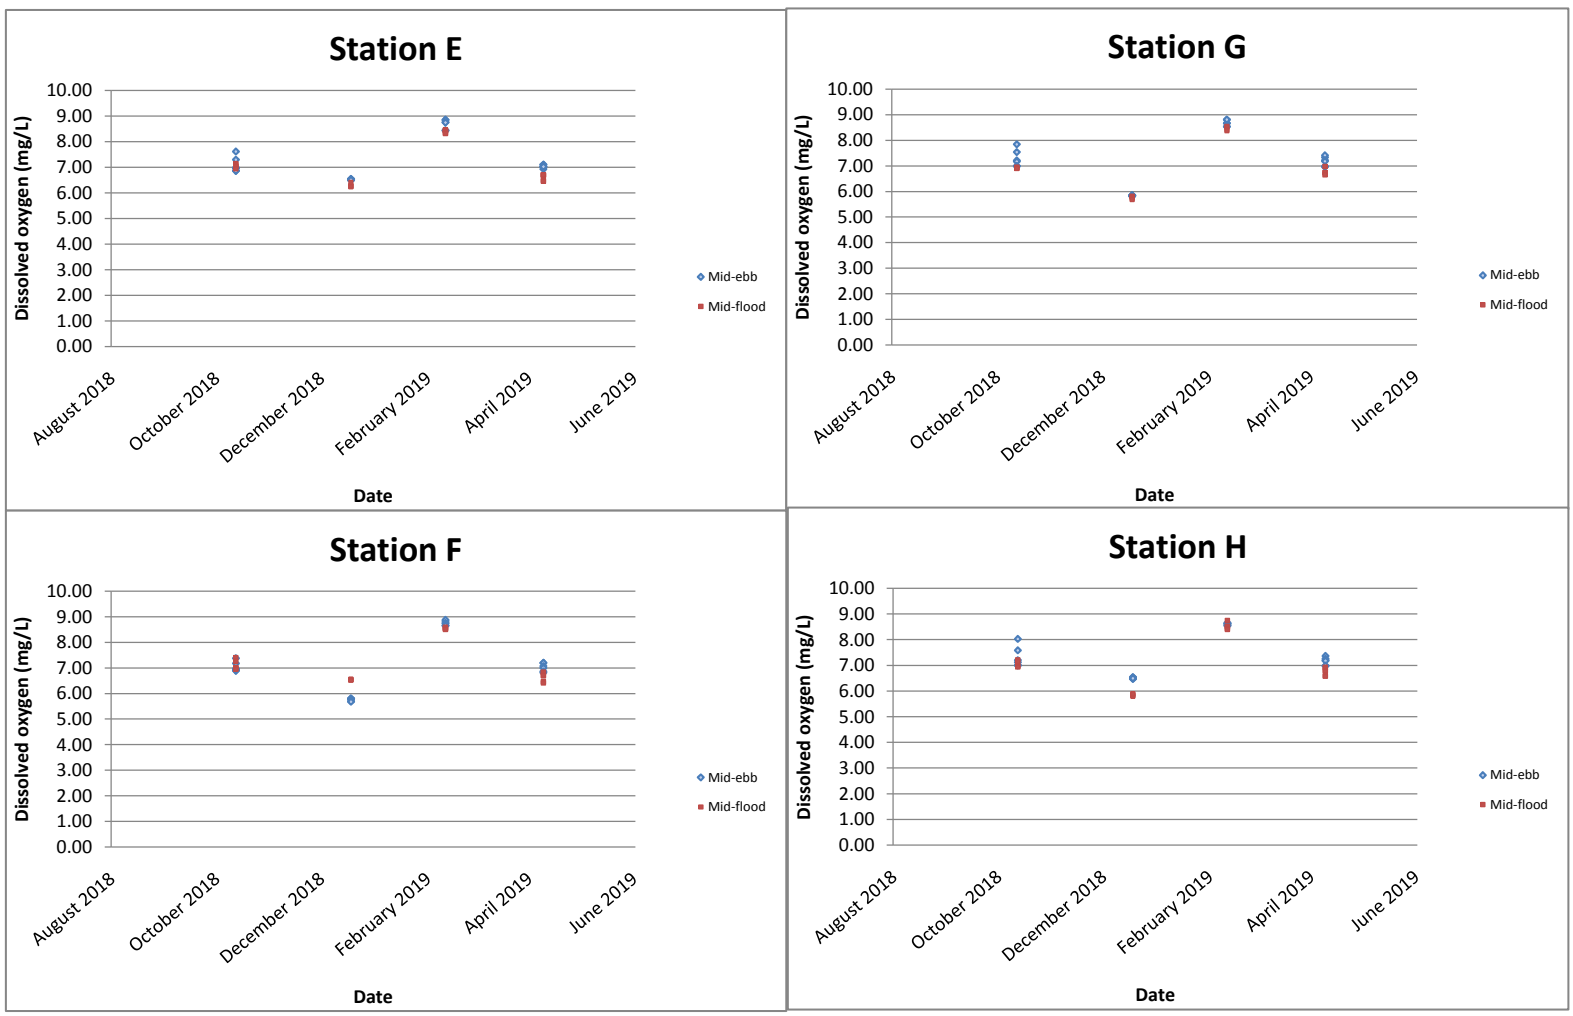 Station E
Dissolved oxygen (mg/L)
10.00
9.00
8.00
7.00
6.00
5.00
4.00
3.00
2.00
1.00
0.00
August 2018
October 2018
December 2018
February 2019
April 2019
June 2019
Date
Mid-ebb
Mid-flood
Station G
Dissolved oxygen (mg/L)
10.00
9.00
8.00
7.00
6.00
5.00
4.00
3.00
2.00
1.00
0.00
August 2018
October 2018
December 2018
February 2019
April 2019
June 2019
Date
Mid-ebb
Mid-flood
Station F
Dissolved oxygen (mg/L)
10.00
9.00
8.00
7.00
6.00
5.00
4.00
3.00
2.00
1.00
0.00
August 2018
October 2018
December 2018
February 2019
April 2019
June 2019
Date
Mid-ebb
Mid-flood
Station H
Dissolved oxygen (mg/L)
10.00
9.00
8.00
7.00
6.00
5.00
4.00
3.00
2.00
1.00
0.00
August 2018
October 2018
December 2018
February 2019
April 2019
June 2019
Date
Mid-ebb
Mid-flood